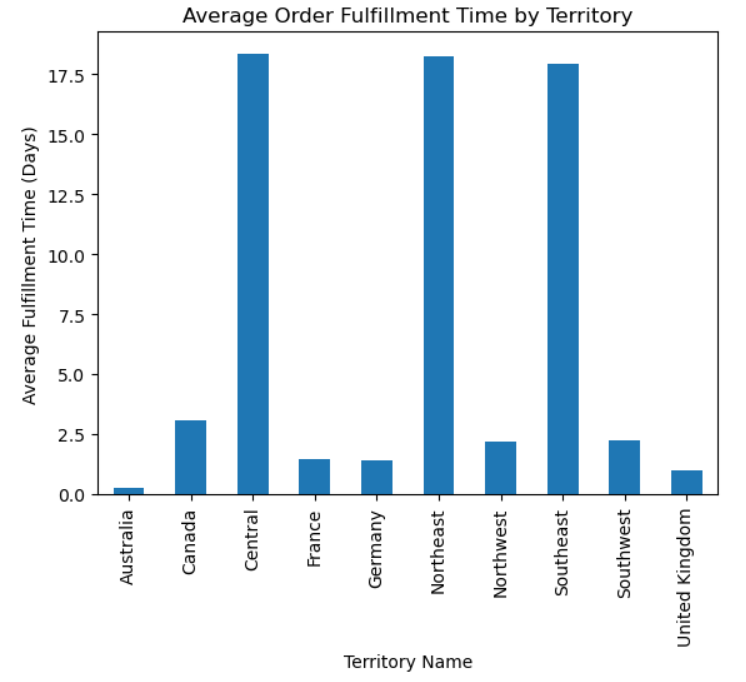 Average Order Fulfillment Time by Territory
Average Fulfillment Time (Days)
17.5
15.0
12.5
10.0
7.5
5.0
2.5
0.0
Australia
Canada
Central
France
Germany
Northeast
Northwest
Southeast
Southwest
United Kingdom
Territory Name